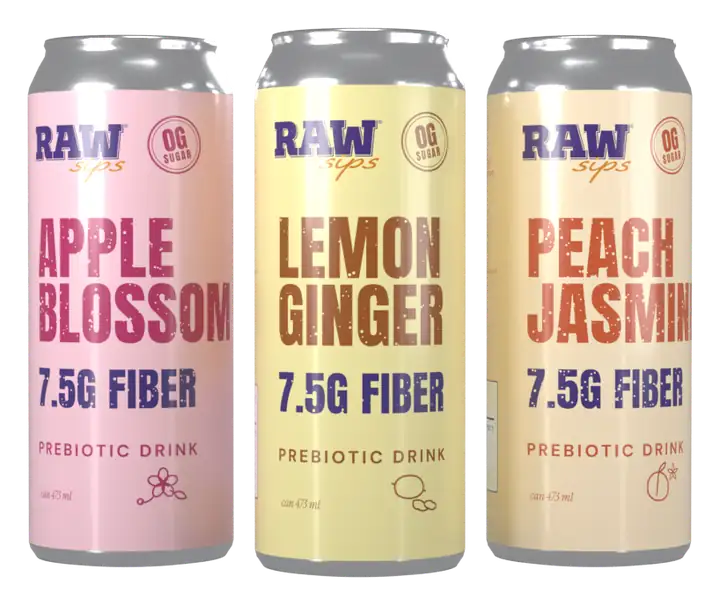 RAW
sips
0G
SUGAR
APPLE
BLOSSOM
7.5G FIBER
PREBIOTIC DRINK
can 473 ml
RAW
sips
0G
SUGAR
LEMON
GINGER
7.5G FIBER
PREBIOTIC DRINK
can 473 ml
RAW
sips
0G
SUGAR
PEACH
JASMIN
7.5G FIBER
PREBIOTIC DRINK
can 473 ml